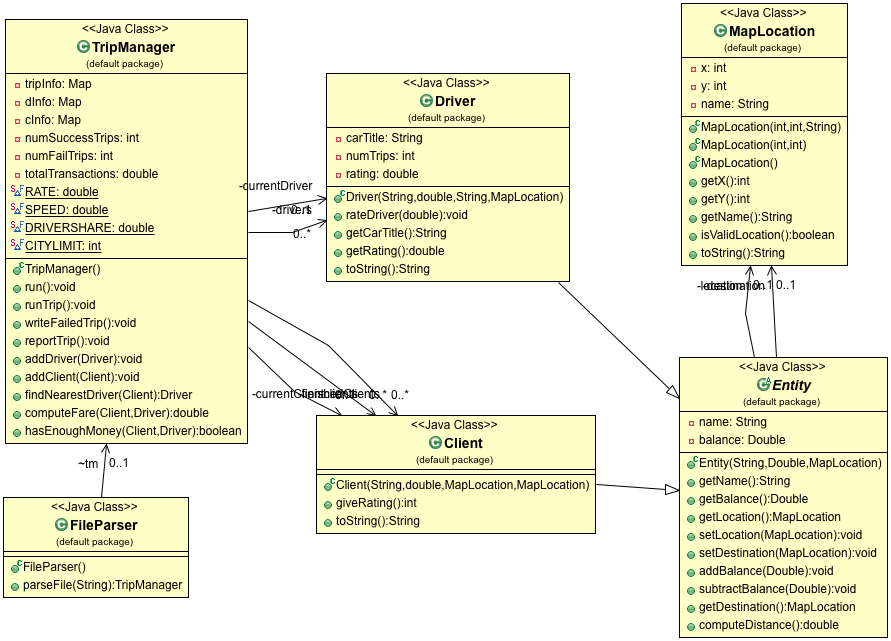 <<Java Class>>
TripManager
(default package)
tripInfo: Map
dInfo: Map
cInfo: Map
numSuccessTrips: int
numFailTrips: int
totalTransactions: double
RATE: double
SPEED: double
DRIVERSHARE: double
CITYLIMIT: int
TripManager()
run():void
runTrip():void
writeFailedTrip():void
reportTrip():void
addDriver(Driver):void
addClient(Client):void
findNearestDriver(Client):Driver
computeFare(Client,Driver):double
hasEnoughMoney(Client,Driver):boolean
~tm 0..1
<<Java Class>>
FileParser
(default package)
FileParser()
parseFile(String):TripManager
-currentDriver
-drivers
0..*
<<Java Class>>
Driver
(default package)
carTitle: String
numTrips: int
rating: double
Driver(String,double,String,MapLocation)
rateDriver(double):void
getCarTitle():String
getRating():double
toString():String
0..*
<<Java Class>>
Client
(default package)
Client(String,double,MapLocation,MapLocation)
giveRating():int
toString():String
<<Java Class>>
MapLocation
(default package)
x: int
y: int
name: String
MapLocation(int,int,String)
MapLocation(int,int)
MapLocation()
getX():int
getY():int
getName():String
isValidLocation():boolean
toString():String
0..1 0..1
<<Java Class>>
Entity
(default package)
name: String
balance: Double
Entity(String,Double,MapLocation)
getName():String
getBalance():Double
getLocation():MapLocation
setLocation(MapLocation):void
setDestination(MapLocation):void
addBalance(Double):void
subtractBalance(Double):void
getDestination():MapLocation
computeDistance():double